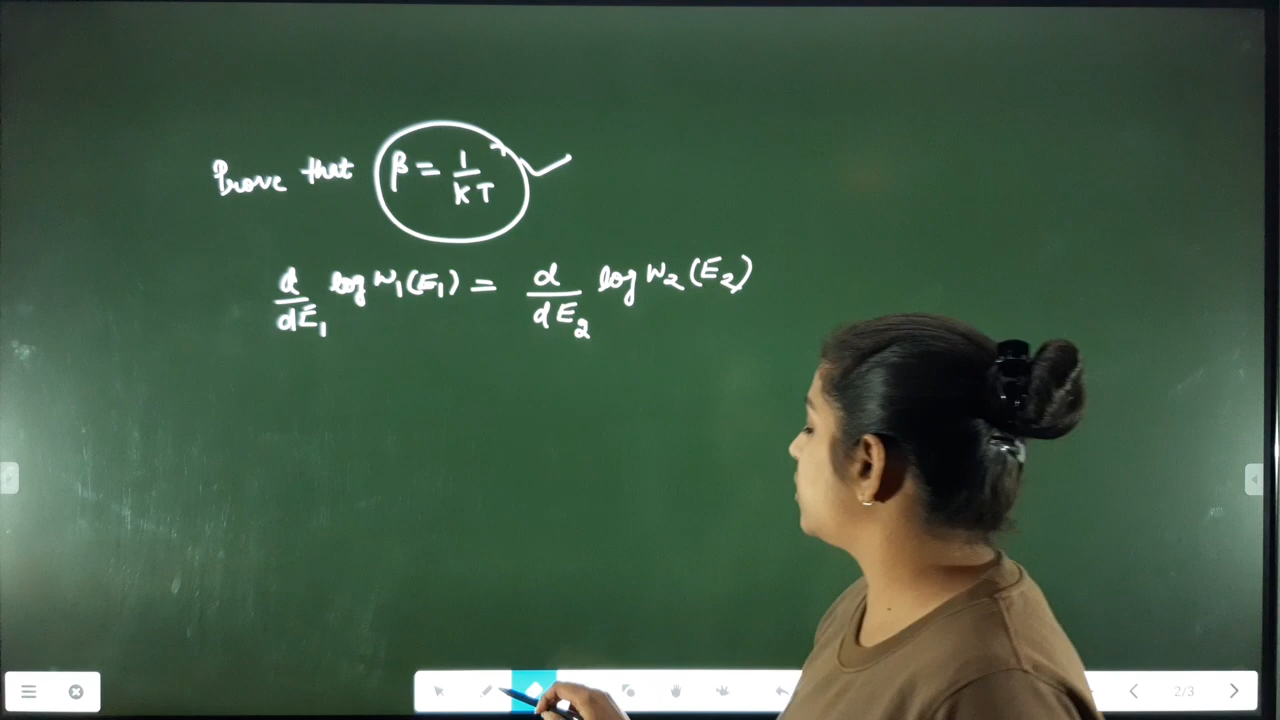 Prove that β = 1/KT
d/dE₁ log W₁(E₁) = d/dE₂ log W₂(E₂)
2/3